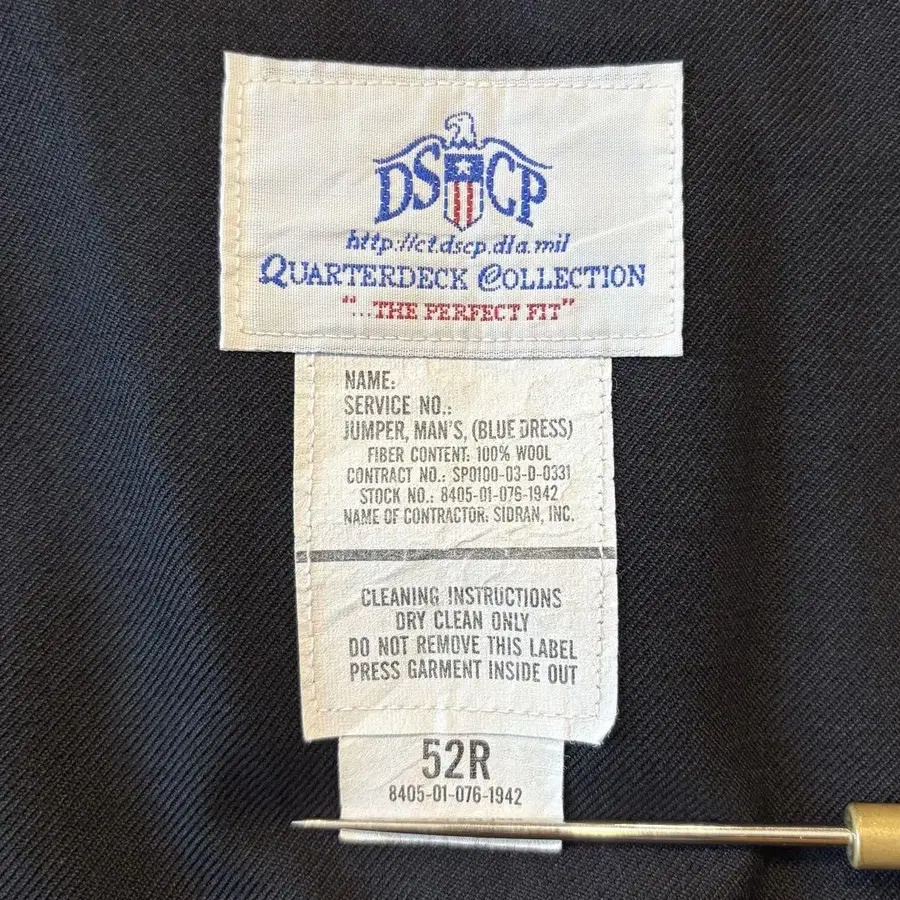 DSCP
http://ct.dscp.dla.mil
QUARTERDECK COLLECTION
"...THE PERFECT FIT"
NAME:
SERVICE NO.:
JUMPER, MAN'S, (BLUE DRESS)
FIBER CONTENT: 100% WOOL
CONTRACT NO.: SP0100-03-D-0331
STOCK NO.: 8405-01-076-1942
NAME OF CONTRACTOR: SIDRAN, INC.
CLEANING INSTRUCTIONS
DRY CLEAN ONLY
DO NOT REMOVE THIS LABEL
PRESS GARMENT INSIDE OUT
52R
8405-01-076-1942